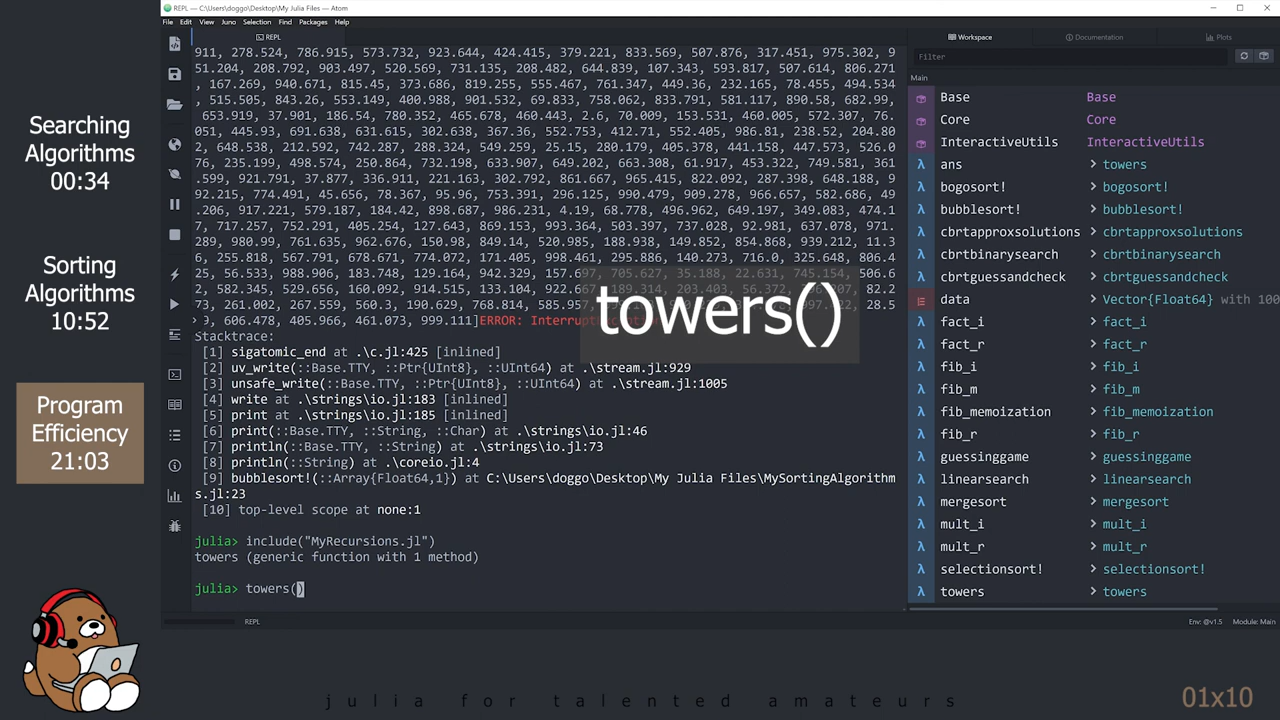 REPL — C:\Users\doggo\Desktop\My Julia Files — Atom
File Edit View Juno Selection Find Packages Help
REPL
911, 278.524, 786.915, 573.732, 923.644, 424.415, 379.221, 833.569, 507.876, 317.451, 975.302, 9
51.204, 208.792, 903.497, 520.569, 731.135, 208.482, 644.839, 107.343, 593.817, 507.614, 806.271
, 167.269, 940.671, 815.45, 373.686, 819.255, 555.467, 761.347, 449.36, 232.165, 78.455, 494.534
, 515.505, 843.26, 553.149, 400.988, 901.532, 69.833, 758.062, 833.791, 581.117, 890.58, 682.99,
653.919, 37.901, 186.54, 780.352, 465.678, 460.443, 2.6, 70.009, 153.531, 460.005, 572.307, 76.
051, 445.93, 691.638, 631.615, 302.638, 367.36, 552.753, 412.71, 552.405, 986.81, 238.52, 204.80
2, 648.538, 212.592, 742.287, 288.324, 520.043, 22.15, 280.179, 405.378, 441.158, 447.573, 526.0
76, 235.199, 498.574, 250.864, 732.198, 633.907, 649.202, 663.308, 61.917, 453.322, 749.581, 361
.599, 921.791, 37.877, 336.911, 221.163, 302.792, 861.667, 965.415, 822.092, 287.398, 648.188, 9
92.215, 774.491, 45.656, 78.367, 95.96, 753.391, 296.125, 990.479, 909.278, 966.657, 582.686, 49
.206, 917.221, 579.187, 184.42, 898.687, 986.231, 4.19, 68.778, 496.962, 649.197, 349.083, 474.1
7, 717.257, 752.291, 405.254, 127.643, 869.153, 993.364, 503.397, 737.028, 92.981, 637.078, 971.
289, 980.99, 761.635, 962.676, 150.98, 849.14, 520.985, 188.938, 149.852, 854.868, 939.212, 11.3
6, 255.818, 567.791, 678.671, 774.072, 171.405, 998.461, 295.886, 140.273, 716.0, 325.648, 806.4
25, 56.533, 988.906, 183.748, 129.164, 942.329, 157.697, 705.627, 35.188, 22.631, 745.154, 506.6
82, 261.002, 267.559, 560.3, 190.629, 768.814, 585.957
9, 606.478, 405.966, 461.073, 999.111]ERROR: 
towers()
Stacktrace:
[1] sigatomic_end at .\c.jl:425 [inlined]
[2] uv_write(::Base.TTY, ::Ptr{UInt8}, ::UInt64) at .\stream.jl:929
[3] unsafe_write(::Base.TTY, ::Ptr{UInt8}, ::UInt64) at .\stream.jl:1005
[4] write at .\strings\io.jl:183 [inlined]
[5] print at .\strings\io.jl:185 [inlined]
[6] print(::Base.TTY, ::String, ::Char) at .\strings\io.jl:46
[7] println(::Base.TTY, ::String) at .\strings\io.jl:73
[8] println(::String) at .\coreio.jl:4
[9] bubblesort!(::Array{Float64,1}) at C:\Users\doggo\Desktop\My Julia Files\MySortingAlgorithm
s.jl:23
[10] top-level scope at none:1
julia> include("MyRecursions.jl")
towers (generic function with 1 method)
julia> towers()
REPL
Workspace Documentation Plots
Filter
Main
Base Base
Core Core
InteractiveUtils InteractiveUtils
λ ans > towers
λ bogosort! > bogosort!
λ bubblesort! > bubblesort!
λ cbrtapproxsolutions > cbrtapproxsolutions
λ cbrtbinarysearch > cbrtbinarysearch
λ cbrtguessandcheck > cbrtguessandcheck
data > Vector{Float64} with 100
λ fact_i > fact_i
λ fact_r > fact_r
λ fib_i > fib_i
λ fib_m > fib_m
λ fib_memoization > fib_memoization
λ fib_r > fib_r
λ guessinggame > guessinggame
λ linearsearch > linearsearch
λ mergesort > mergesort
λ mult_i > mult_i
λ mult_r > mult_r
λ selectionsort! > selectionsort!
λ towers > towers
Env: @v1.5 Module: Main
Searching
Algorithms
00:34
Sorting
Algorithms
10:52
Program
Efficiency
21:03
julia for talented amateurs
01x10